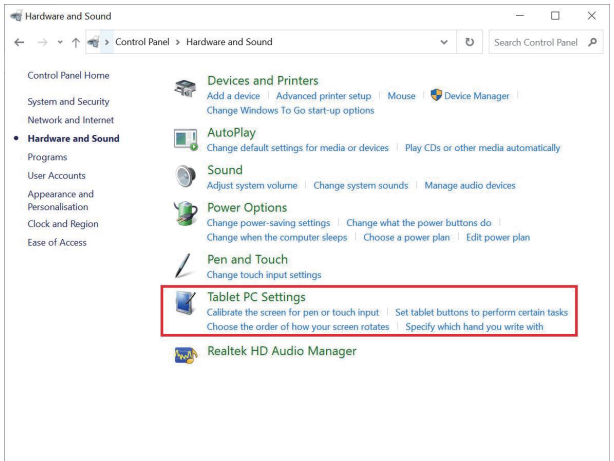 Hardware and Sound
Control Panel > Hardware and Sound
Search Control Panel
Control Panel Home
System and Security
Network and Internet
Hardware and Sound
Programs
User Accounts
Appearance and
Personalisation
Clock and Region
Ease of Access
Devices and Printers
Add a device | Advanced printer setup | Mouse | Device Manager |
Change Windows To Go start-up options
AutoPlay
Change default settings for media or devices | Play CDs or other media automatically
Sound
Adjust system volume | Change system sounds | Manage audio devices
Power Options
Change power-saving settings | Change what the power buttons do |
Change when the computer sleeps | Choose a power plan | Edit power plan
Pen and Touch
Change touch input settings
Tablet PC Settings
Calibrate the screen for pen or touch input | Set tablet buttons to perform certain tasks
Choose the order of how your screen rotates | Specify which hand you write with
Realtek HD Audio Manager